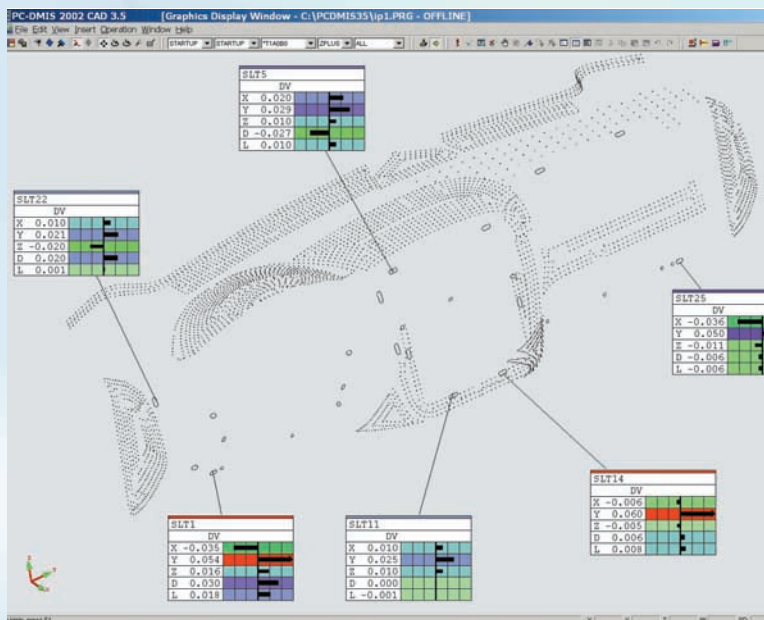 PC-DMIS 2002 CAD 3.5 [Graphics Display Window - C:\PCDMIS35\ip1.PRG - OFFLINE]
File Edit View Insert Operation Window Help
STARTUP STARTUP *T1A0B0 ZPLUS ALL
SLT5
DV
X 0.020
Y 0.029
Z 0.010
D -0.027
L 0.010
SLT22
DV
X 0.010
Y 0.021
Z -0.020
D 0.020
L 0.001
SLT25
DV
X -0.036
Y 0.050
Z -0.011
D -0.006
L -0.006
SLT14
DV
X -0.006
Y 0.060
Z -0.005
D 0.006
L 0.008
SLT1
DV
X -0.035
Y 0.054
Z 0.016
D 0.030
L 0.018
SLT11
DV
X 0.010
Y 0.025
Z 0.010
D 0.000
L -0.001